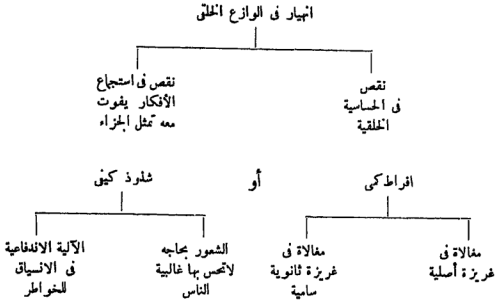 انهيار فى الوازع الخلقى
نقص
فى الحساسية
الخلقية
نقص فى استجماع
الأفكار يفوت
معه تمثل الجزاء
افراط كمى
أو
شذوذ كيفى
مغالاة فى
غريزة أصلية
مغالاة فى
غريزة ثانوية
سامية
الشعور بحاجه
لاتحس بها غالبية
الناس
الآلية الاندفاعية
فى الانسياق
للخواطر